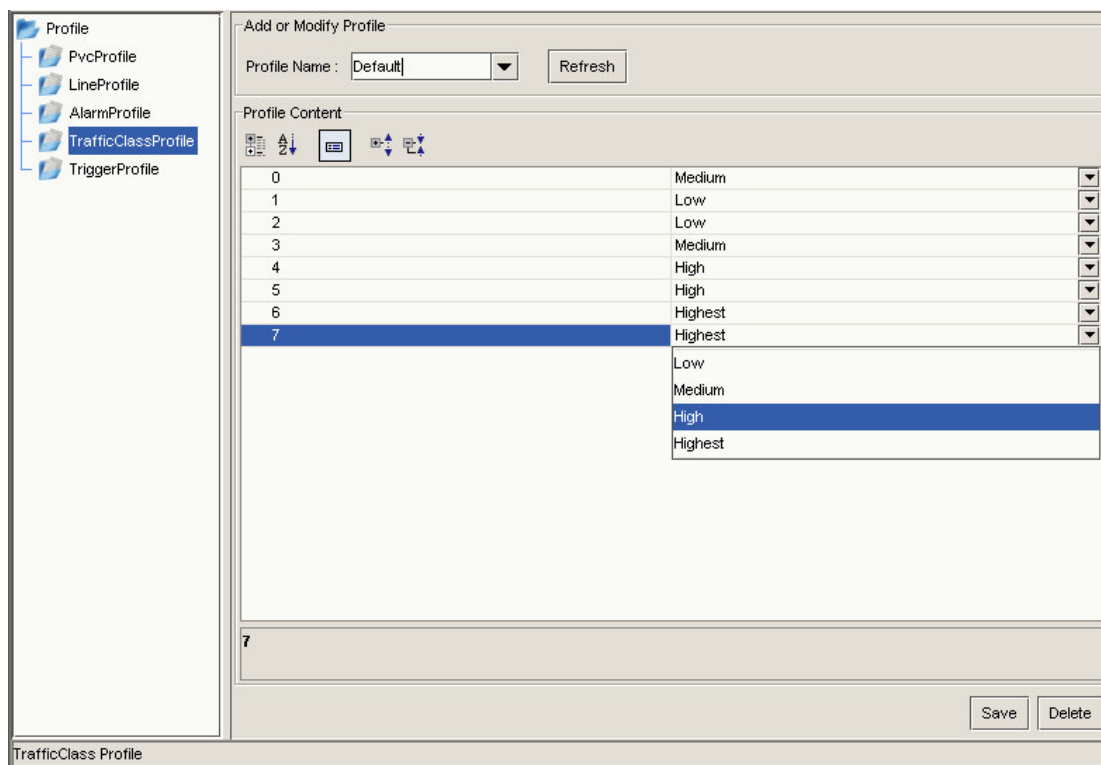 Profile
PvcProfile
LineProfile
AlarmProfile
TrafficClassProfile
TriggerProfile
Add or Modify Profile
Profile Name : Default Refresh
Profile Content
0 Medium
1 Low
2 Low
3 Medium
4 High
5 High
6 Highest
7 Highest
Low
Medium
High
Highest
7
Save Delete
TrafficClass Profile